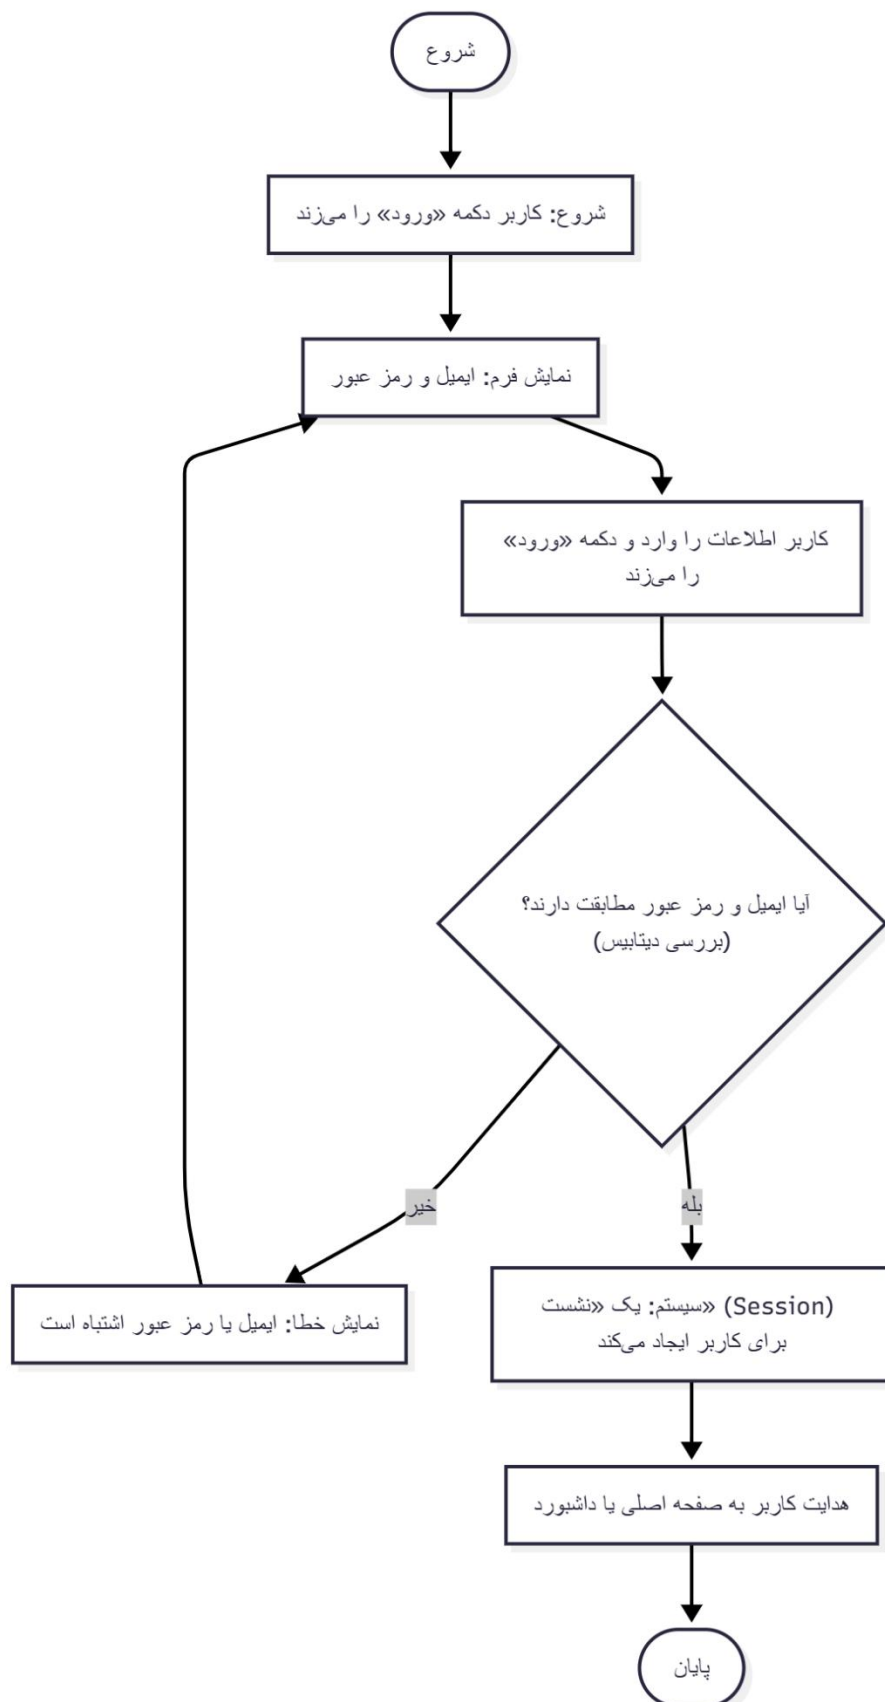 شروع
شروع: کاربر دکمه «ورود» را می‌زند
نمایش فرم: ایمیل و رمز عبور
کاربر اطلاعات را وارد و دکمه «ورود»
را می‌زند
آیا ایمیل و رمز عبور مطابقت دارند؟
(بررسی دیتابیس)
خیر
بله
نمایش خطا: ایمیل یا رمز عبور اشتباه است
سیستم: یک «نشست» (Session)
برای کاربر ایجاد می‌کند
هدایت کاربر به صفحه اصلی یا داشبورد
پایان